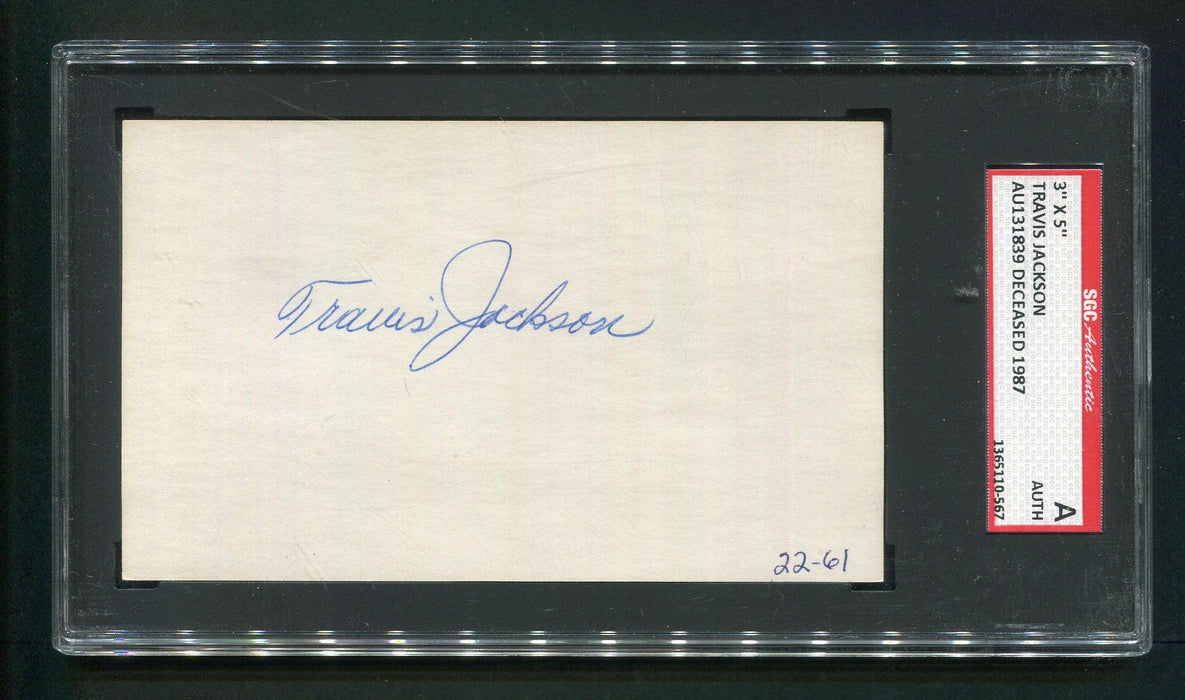 Travis Jackson
22-61
SGC Authentic
3" X 5"
TRAVIS JACKSON
AU131839 DECEASED 1987
A
AUTH
1365110-567